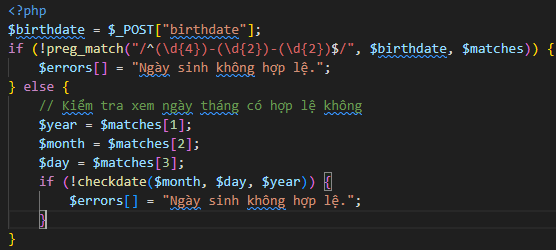 <?php
$birthdate = $_POST["birthdate"];
if (!preg_match("/^(\d{4})-(\d{2})-(\d{2})$/", $birthdate, $matches)) {
    $errors[] = "Ngày sinh không hợp lệ.";
} else {
    // Kiểm tra xem ngày tháng có hợp lệ không
    $year = $matches[1];
    $month = $matches[2];
    $day = $matches[3];
    if (!checkdate($month, $day, $year)) {
        $errors[] = "Ngày sinh không hợp lệ.";
    }
}